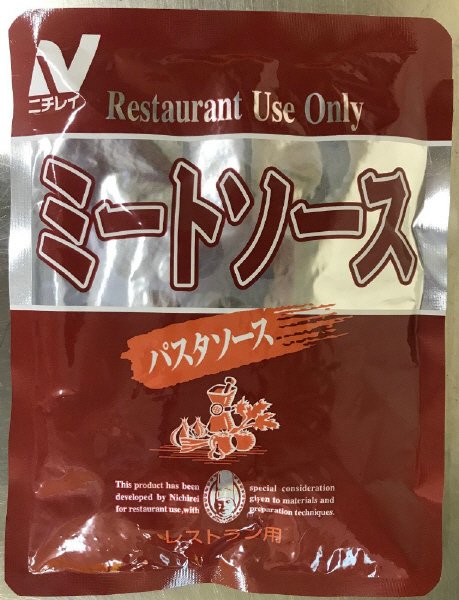 ニチレイ
Restaurant Use Only
ミートソース
パスタソース
This product has been special consideration
developed by Nichirei given to materials and
for restaurant use,with preparation techniques.
レストラン用